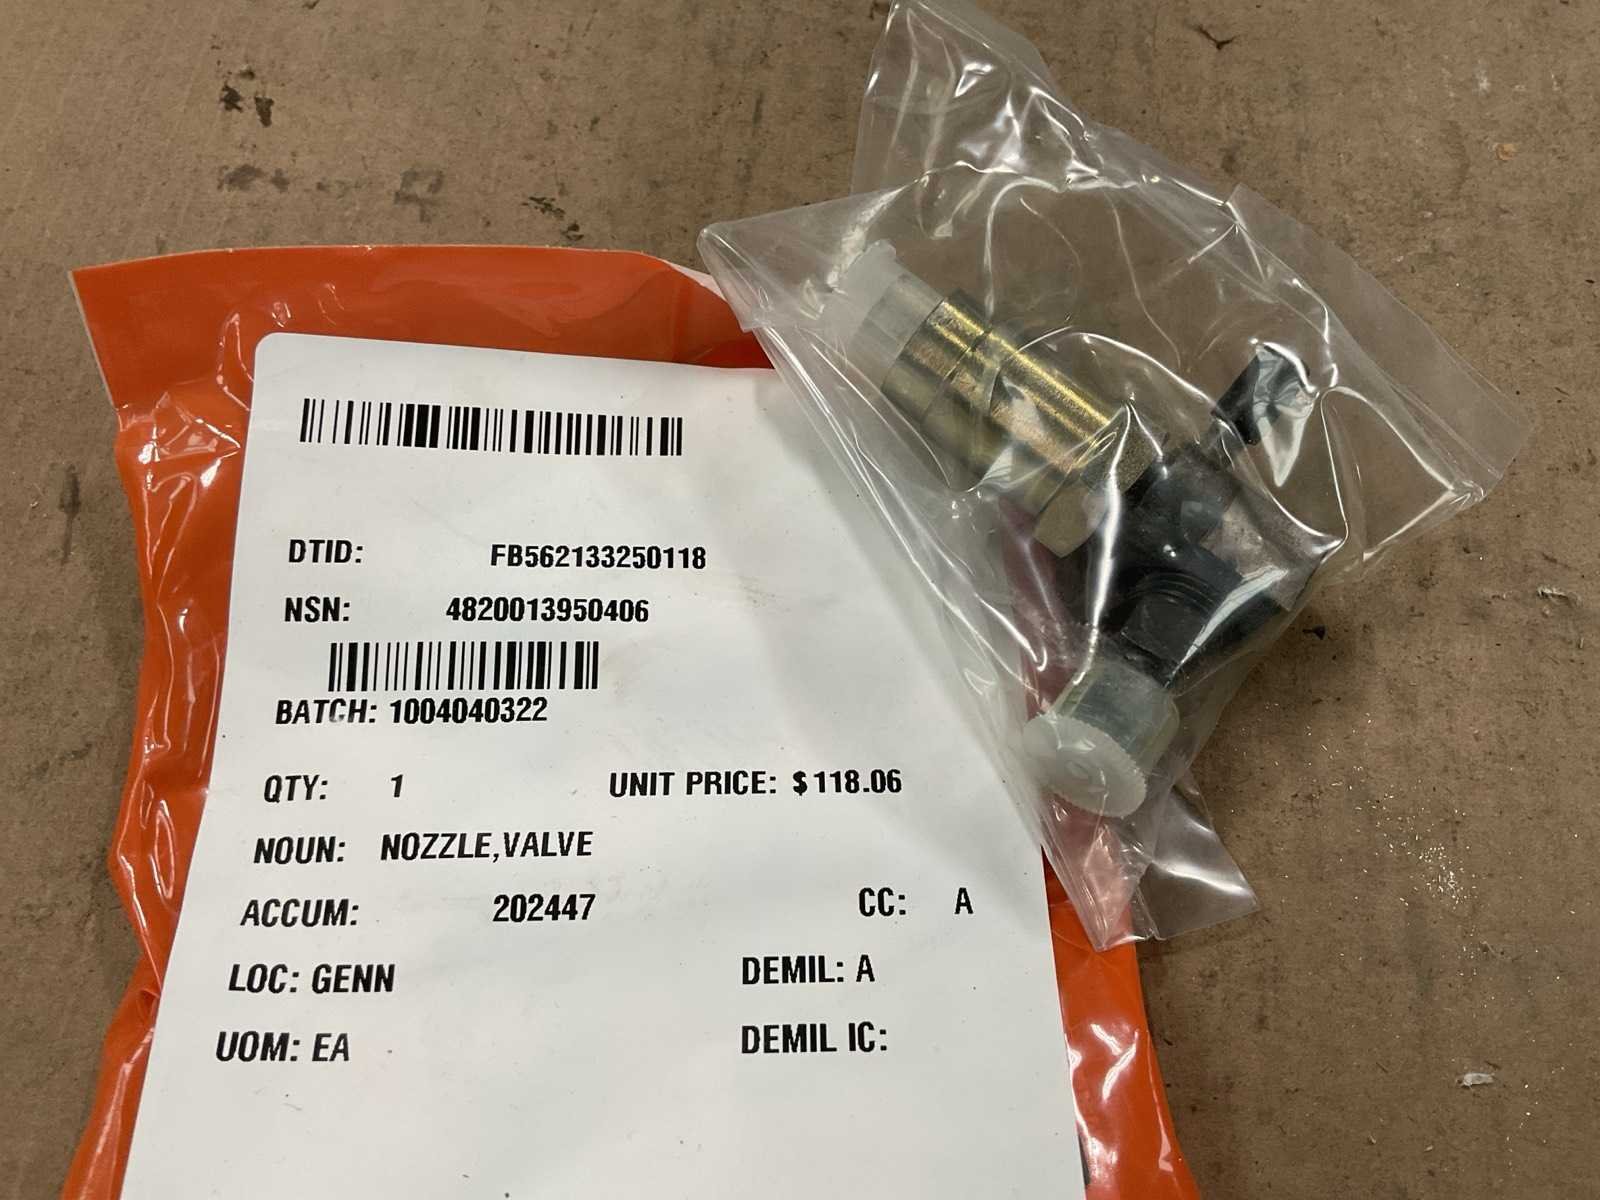 DTID: FB562133250118
NSN: 4820013950406
BATCH: 1004040322
QTY: 1 UNIT PRICE: $118.06
NOUN: NOZZLE,VALVE
ACCUM: 202447 CC: A
LOC: GENN DEMIL: A
UOM: EA DEMIL IC: